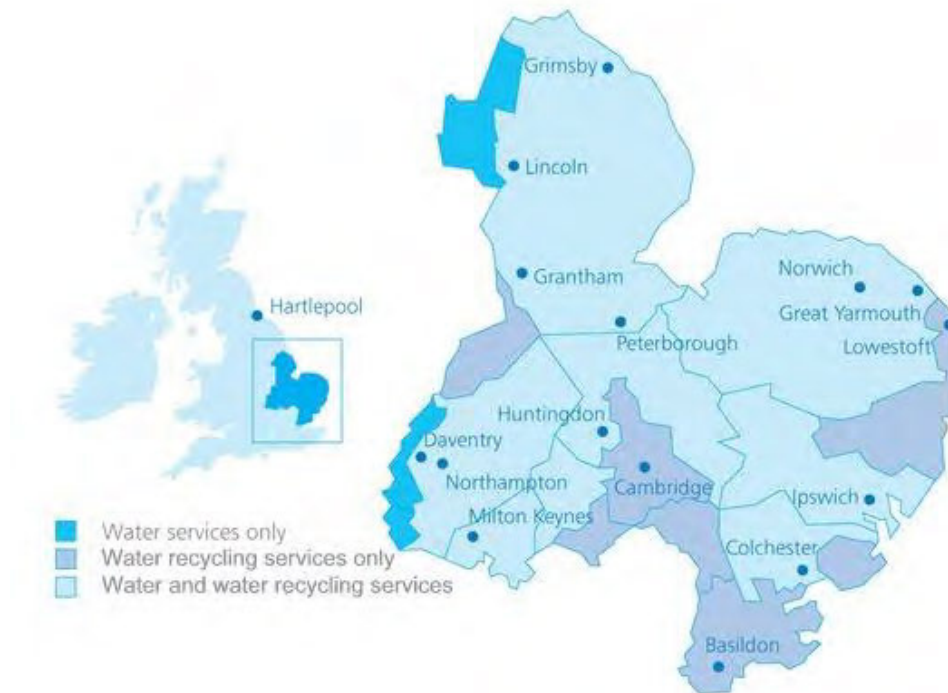 Grimsby
Lincoln
Grantham
Norwich
Hartlepool
Great Yarmouth
Peterborough
Lowestoft
Huntingdon
Daventry
Northampton
Cambridge
Ipswich
Milton Keynes
Water services only
Water recycling services only
Colchester
Water and water recycling services
Basildon